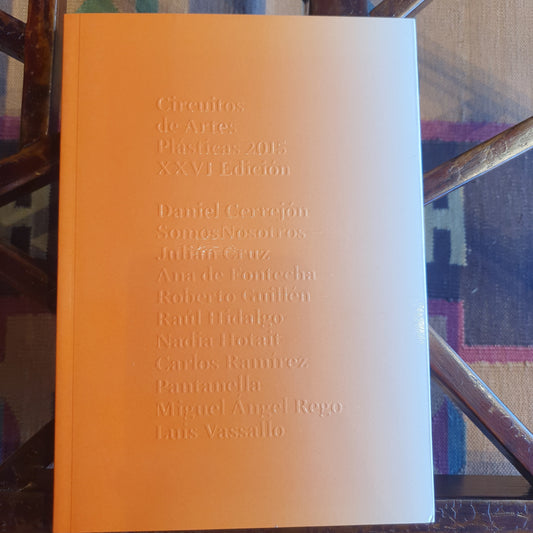 Circuitos
de Artes
Plásticas 2015
XXVI Edición
Daniel Cerrejón
SomosNosotros –
Julián Cruz
Ana de Fontecha
Roberto Guillén
Raúl Hidalgo
Nadia Hotait
Carlos Ramírez
Pantanella
Miguel Ángel Rego
Luis Vassallo